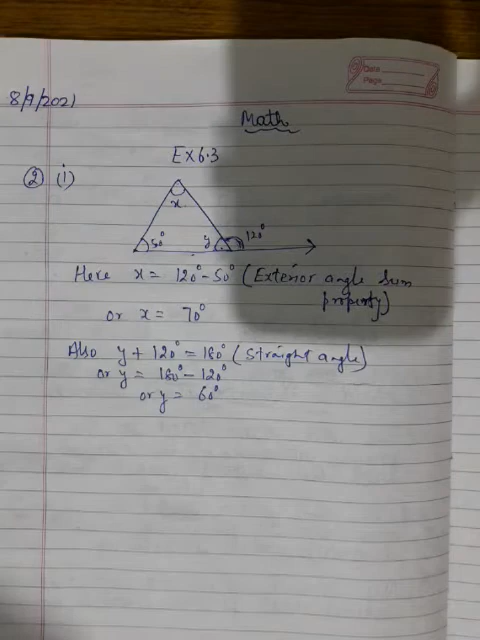 Date
Page
8/9/2021
Math
EX 6.3
② (i)
x
50°
y
120°
Here x = 120° - 50° (Exterior angle Sum
property)
or x = 70°
Also y + 120° = 180° (Straight angle)
or y = 180° - 120°
or y = 60°